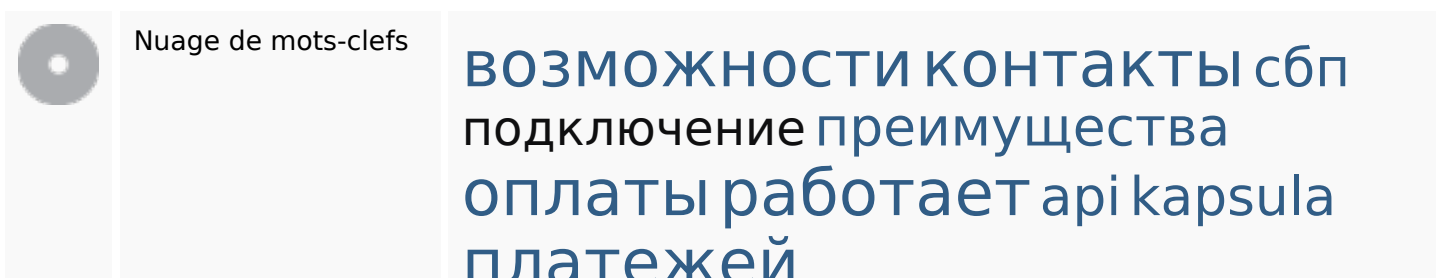 Nuage de mots-clefs
возможности контакты сбп
подключение преимущества
оплаты работает api kapsula
платежей